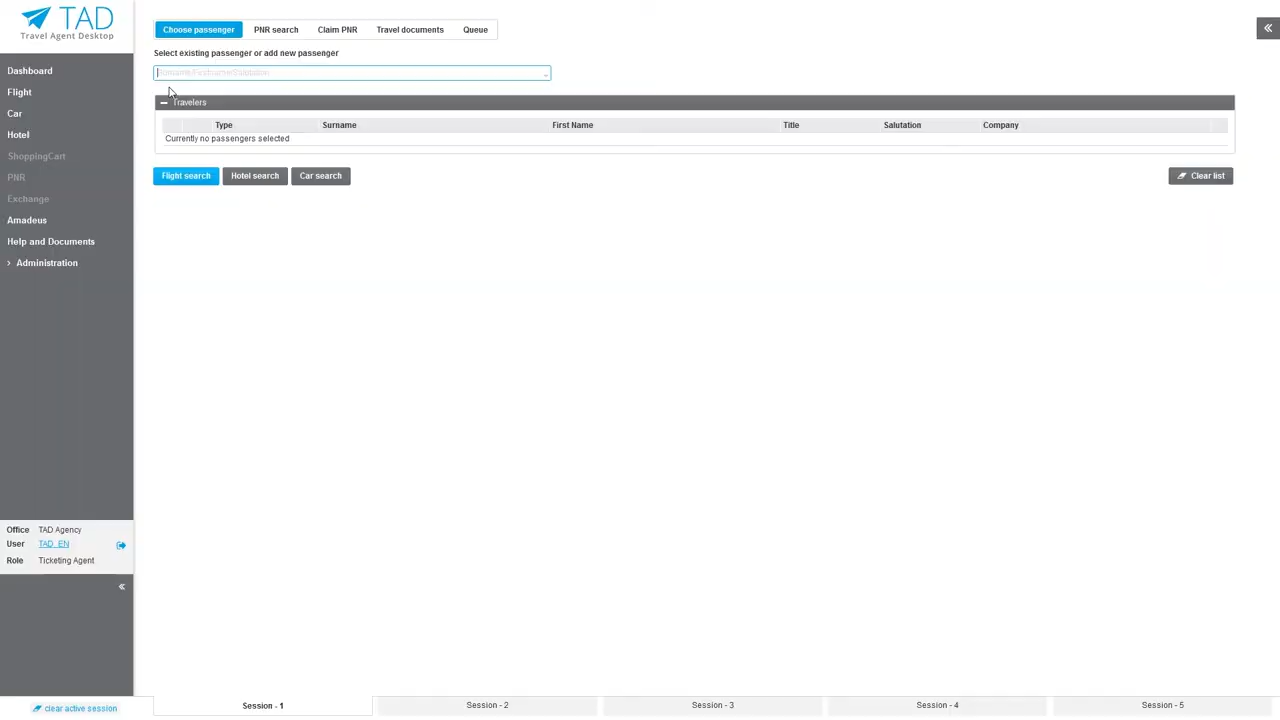 TAD
Travel Agent Desktop
Dashboard
Flight
Car
Hotel
ShoppingCart
PNR
Exchange
Amadeus
Help and Documents
Administration
Office TAD Agency
User TAD_EN
Role Ticketing Agent
clear active session
Choose passenger PNR search Claim PNR Travel documents Queue
Select existing passenger or add new passenger
Surname/Firstname/Salutation
Travelers
Type Surname First Name Title Salutation Company
Currently no passengers selected
Flight search Hotel search Car search Clear list
Session - 1 Session - 2 Session - 3 Session - 4 Session - 5